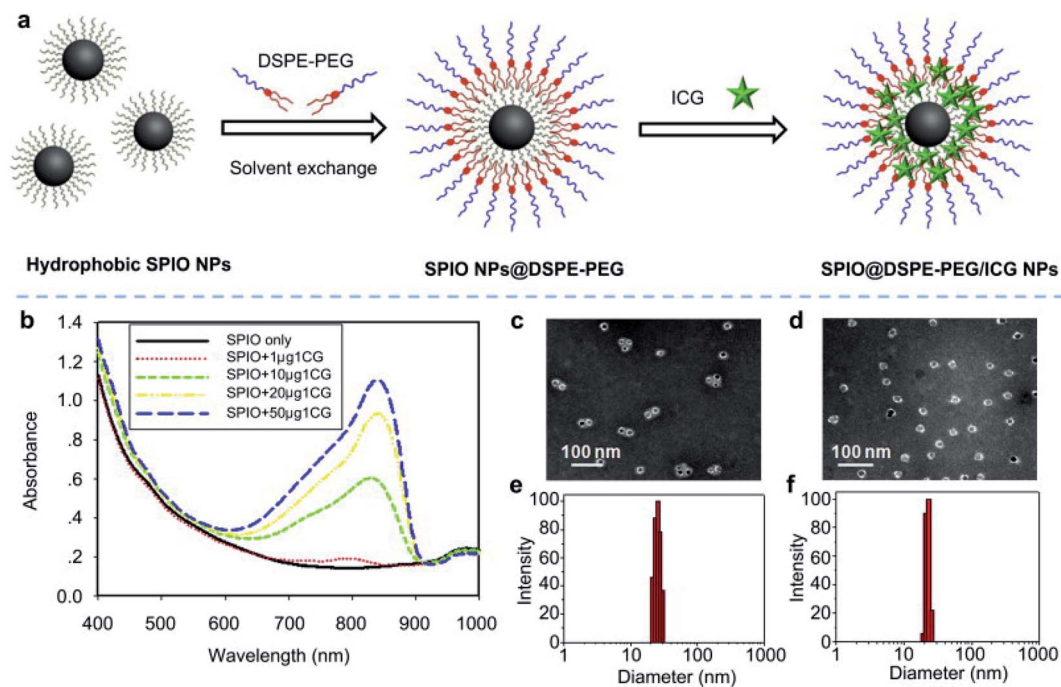 a
DSPE-PEG
ICG
Solvent exchange
Hydrophobic SPIO NPs
SPIO NPs@DSPE-PEG
SPIO@DSPE-PEG/ICG NPs
b
1.4
1.2
1.0
.8
.6
.4
.2
0.0
Absorbance
SPIO only
SPIO+1µg1CG
SPIO+10µg1CG
SPIO+20µg1CG
SPIO+50µg1CG
400 500 600 700 800 900 1000
Wavelength (nm)
c
100 nm
d
100 nm
e
100
80
60
40
20
0
Intensity
1 10 100 1000
Diameter (nm)
f
100
80
60
40
20
0
Intensity
1 10 100 1000
Diameter (nm)